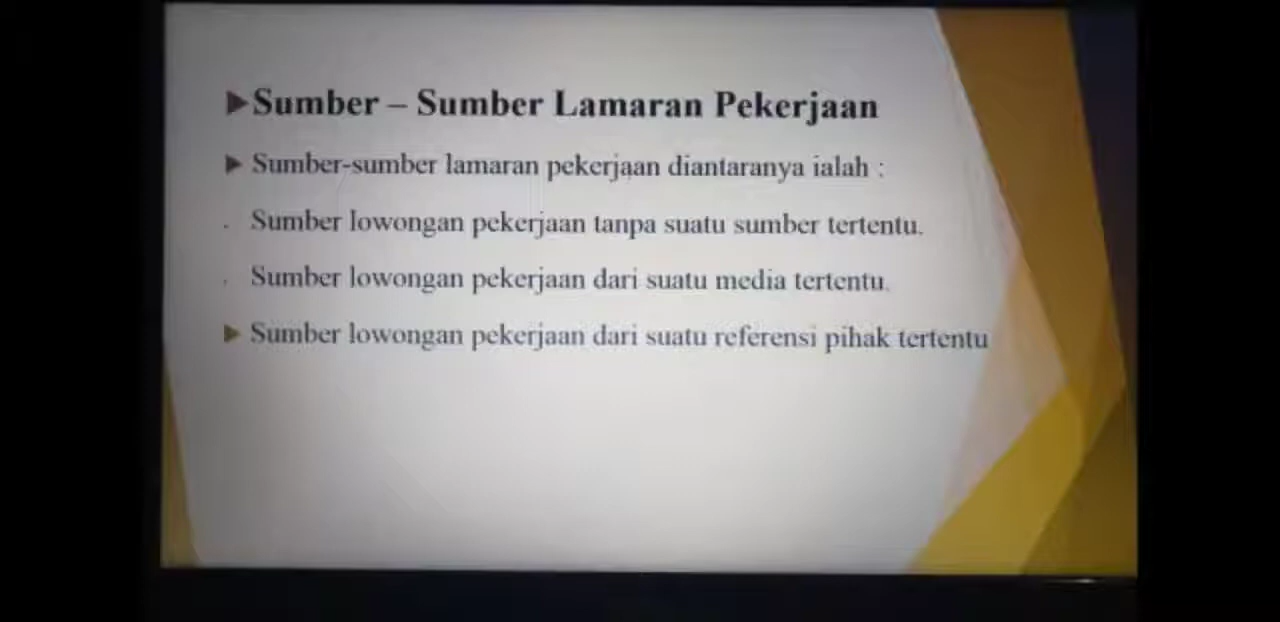 Sumber – Sumber Lamaran Pekerjaan
Sumber-sumber lamaran pekerjaan diantaranya ialah :
Sumber lowongan pekerjaan tanpa suatu sumber tertentu.
Sumber lowongan pekerjaan dari suatu media tertentu.
Sumber lowongan pekerjaan dari suatu referensi pihak tertentu